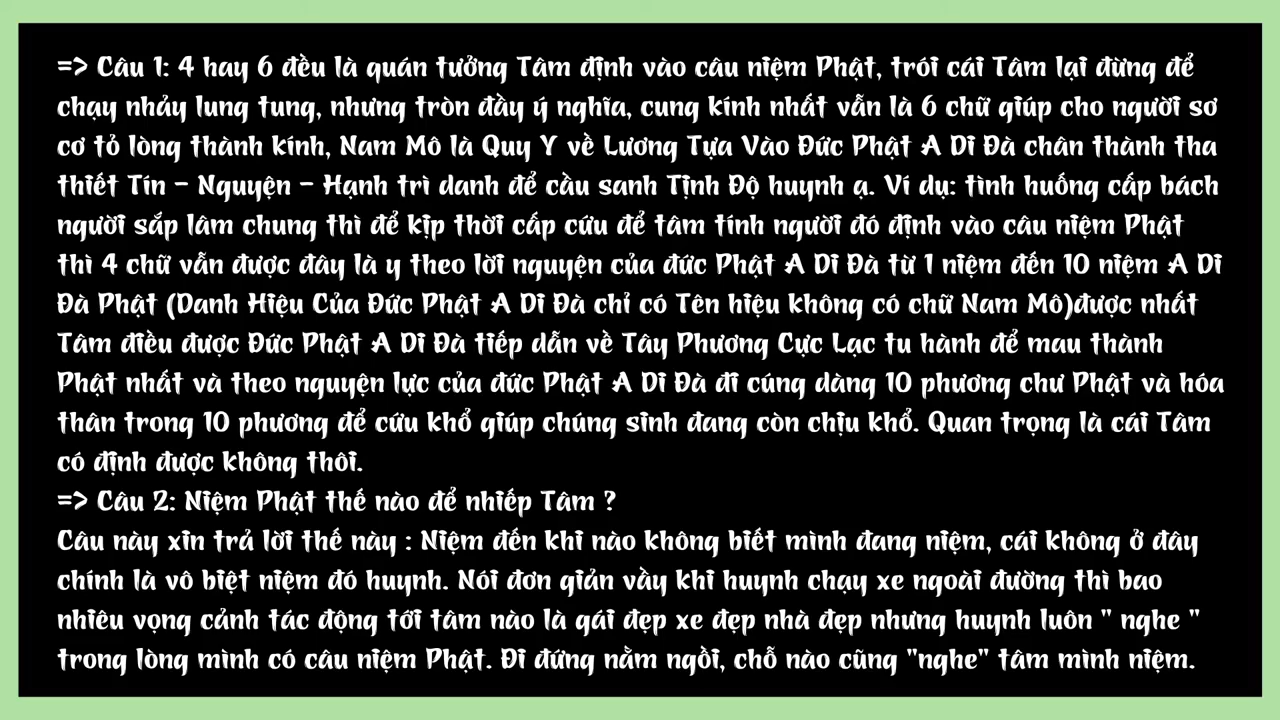 => Câu 1: 4 hay 6 đều là quán tưởng Tâm định vào câu niệm Phật, trói cái Tâm lại đừng để
chạy nhảy lung tung, nhưng tròn đầy ý nghĩa, cung kính nhất vẫn là 6 chữ giúp cho người sơ
cơ tỏ lòng thành kính, Nam Mô là Quy Y về Lương Tựa Vào Đức Phật A Di Đà chân thành tha
thiết Tín – Nguyện – Hạnh trì danh để cầu sanh Tịnh Độ huynh ạ. Ví dụ: tình huống cấp bách
người sắp lâm chung thì để kịp thời cấp cứu để tâm tính người đó định vào câu niệm Phật
thì 4 chữ vẫn được đây là y theo lời nguyện của đức Phật A Di Đà từ 1 niệm đến 10 niệm A Di
Đà Phật (Danh Hiệu Của Đức Phật A Di Đà chỉ có Tên hiệu không có chữ Nam Mô)được nhất
Tâm điều được Đức Phật A Di Đà tiếp dẫn về Tây Phương Cực Lạc tu hành để mau thành
Phật nhất và theo nguyện lực của đức Phật A Di Đà đi cúng dàng 10 phương chư Phật và hóa
thân trong 10 phương để cứu khổ giúp chúng sinh đang còn chịu khổ. Quan trọng là cái Tâm
có định được không thôi.
=> Câu 2: Niệm Phật thế nào để nhiếp Tâm ?
Câu này xin trả lời thế này : Niệm đến khi nào không biết mình đang niệm, cái không ở đây
chính là vô biệt niệm đó huynh. Nói đơn giản vầy khi huynh chạy xe ngoài đường thì bao
nhiêu vọng cảnh tác động tới tâm nào là gái đẹp xe đẹp nhà đẹp nhưng huynh luôn " nghe "
trong lòng mình có câu niệm Phật. Đi đứng nằm ngồi, chỗ nào cũng "nghe" tâm mình niệm.